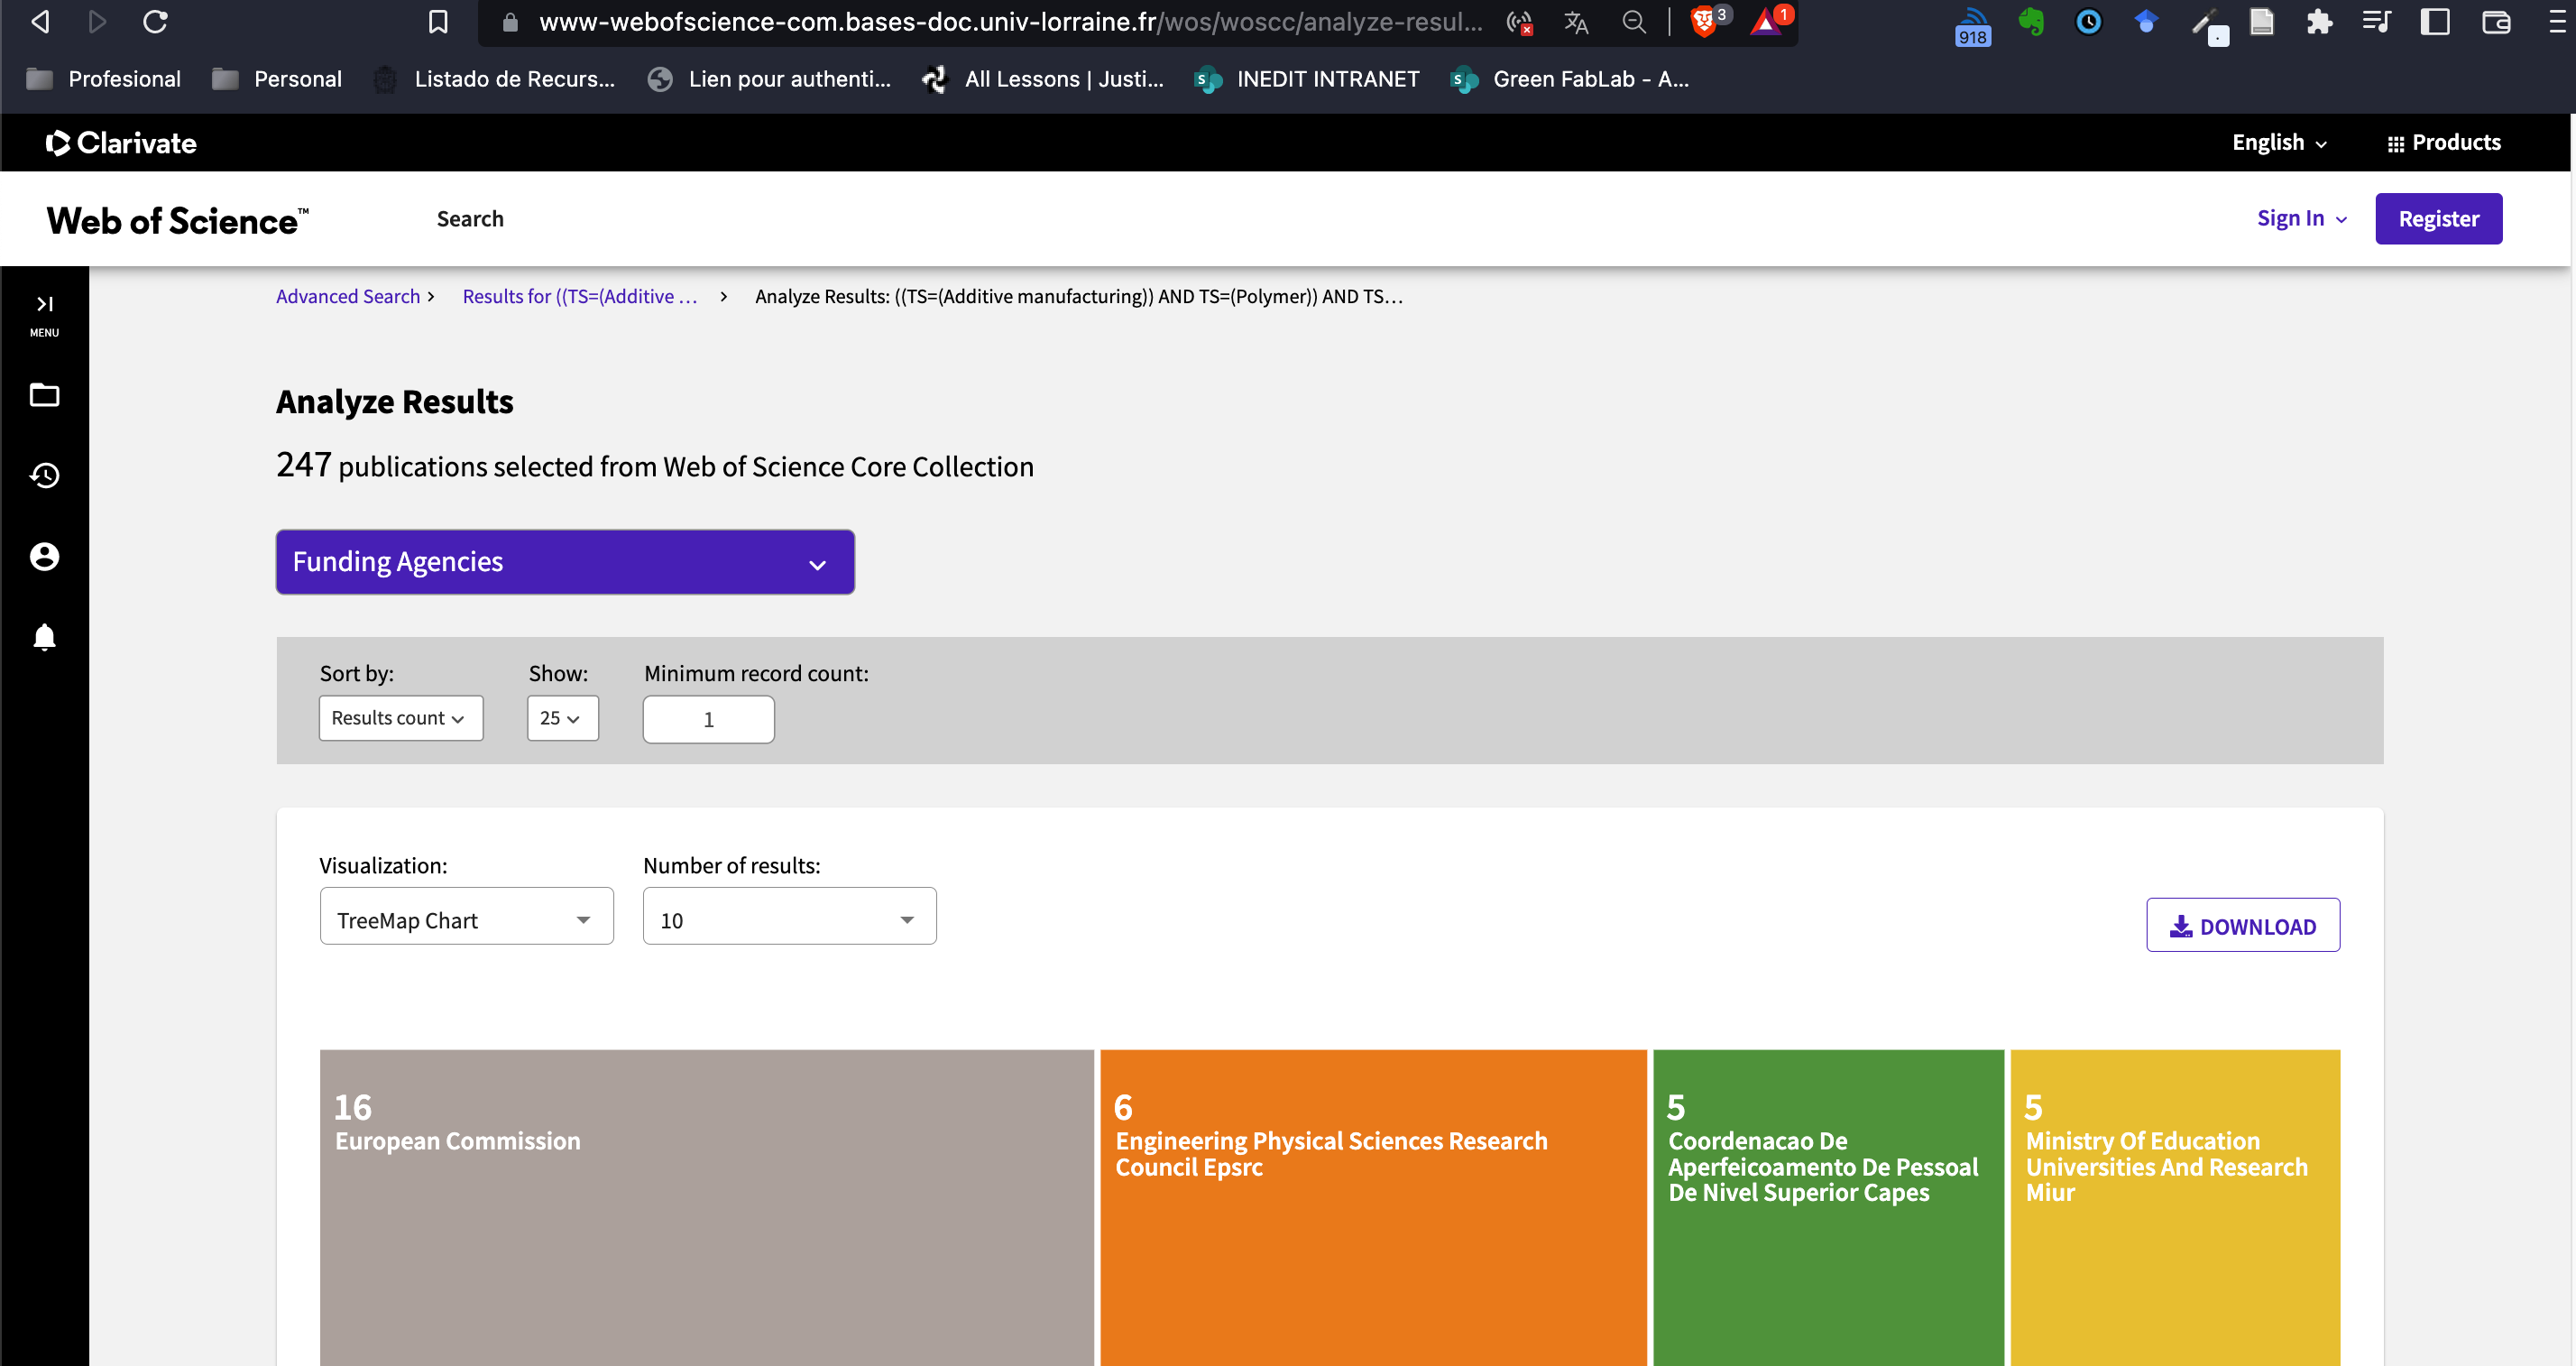 www-webofscience-com.bases-doc.univ-lorraine.fr/wos/woscc/analyze-resul...
3
1
918
Profesional
Personal
Listado de Recurs...
Lien pour authenti...
All Lessons | Justi...
INEDIT INTRANET
Green FabLab - A...
Clarivate
English
Products
Web of Science™
Search
Sign In
Register
MENU
Advanced Search
Results for ((TS=(Additive ...
Analyze Results: ((TS=(Additive manufacturing)) AND TS=(Polymer)) AND TS...
Analyze Results
247 publications selected from Web of Science Core Collection
Funding Agencies
Sort by:
Show:
Minimum record count:
Results count
25
1
Visualization:
Number of results:
TreeMap Chart
10
DOWNLOAD
16
European Commission
6
Engineering Physical Sciences Research
Council Epsrc
5
Coordenacao De
Aperfeicoamento De Pessoal
De Nivel Superior Capes
5
Ministry Of Education
Universities And Research
Miur